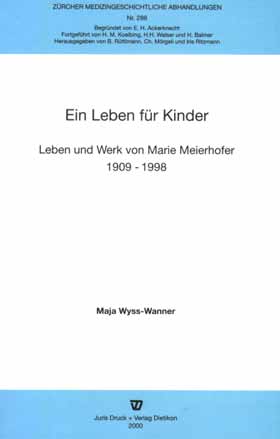 ZÜRCHER MEDIZINGESCHICHTLICHE ABHANDLUNGEN
Nr. 288
Begründet von E. H. Ackerknecht
Fortgeführt von H. M. Koelbing, H.H. Walser und H. Balmer
Herausgegeben von B. Rüttimann, Ch. Mörgeli und Iris Ritzmann
Ein Leben für Kinder
Leben und Werk von Marie Meierhofer
1909 - 1998
Maja Wyss-Wanner
Juris Druck + Verlag Dietikon
2000